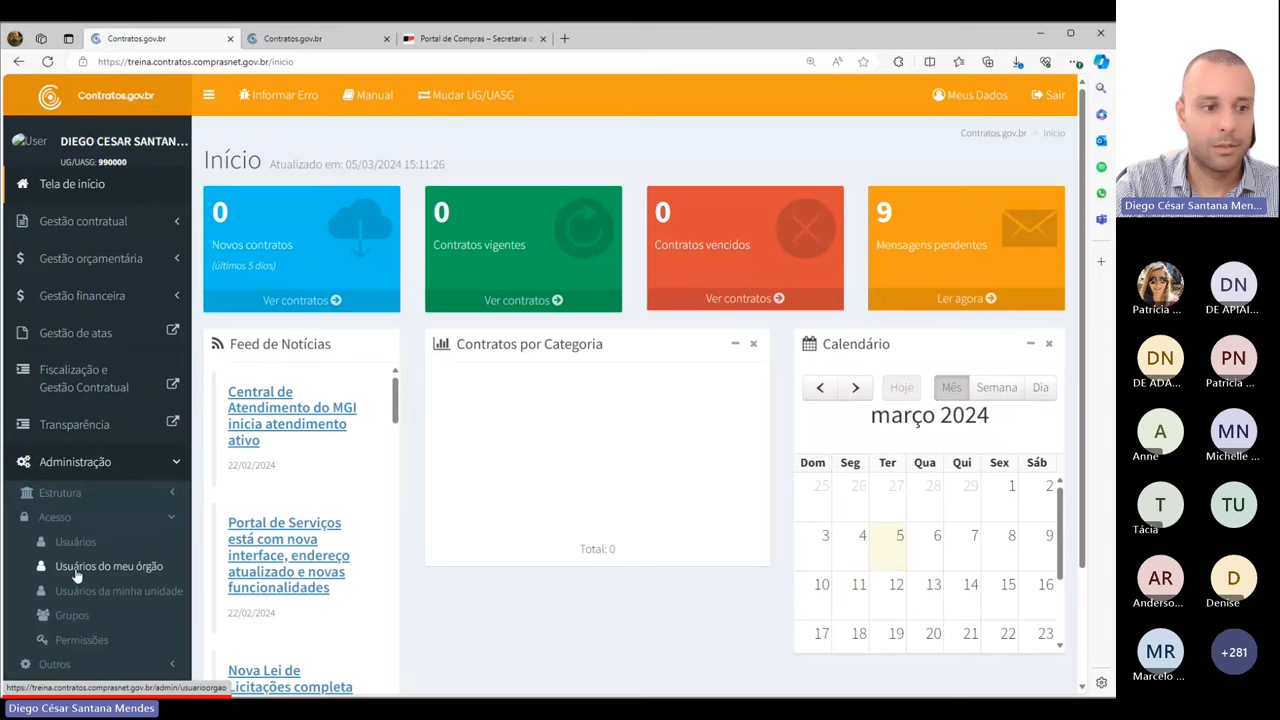 Contratos.gov.br
Contratos.gov.br
Portal de Compras – Secretaria d
https://treina.contratos.comprasnet.gov.br/inicio
Contratos.gov.br
Informar Erro
Manual
Mudar UG/UASG
Meus Dados
Sair
User
DIEGO CESAR SANTAN...
UG/UASG: 990000
Tela de início
Gestão contratual
Gestão orçamentária
Gestão financeira
Gestão de atas
Fiscalização e
Gestão Contratual
Transparência
Administração
Estrutura
Acesso
Usuários
Usuários do meu órgão
Usuários da minha unidade
Grupos
Permissões
Outros
https://treina.contratos.comprasnet.gov.br/admin/usuarioorgao
Diego César Santana Mendes
Contratos.gov.br > Início
Início Atualizado em: 05/03/2024 15:11:26
0
Novos contratos
(últimos 5 dias)
Ver contratos
0
Contratos vigentes
Ver contratos
0
Contratos vencidos
Ver contratos
9
Mensagens pendentes
Ler agora
Feed de Notícias
Central de
Atendimento do MGI
inicia atendimento
ativo
22/02/2024
Portal de Serviços
está com nova
interface, endereço
atualizado e novas
funcionalidades
22/02/2024
Nova Lei de
Licitações completa
Contratos por Categoria
Total: 0
Calendário
Hoje
Mês
Semana
Dia
março 2024
Dom Seg Ter Qua Qui Sex Sáb
25 26 27 28 29 1 2
3 4 5 6 7 8 9
10 11 12 13 14 15 16
17 18 19 20 21 22 23
Diego César Santana Men...
DN
Patrícia ...
DE APIAI...
DN
PN
DE ADA...
Patrícia ...
A
MN
Anne
Michelle ...
T
TU
Tácia
AR
D
Anderso...
Denise
MR
+281
Marcelo ...